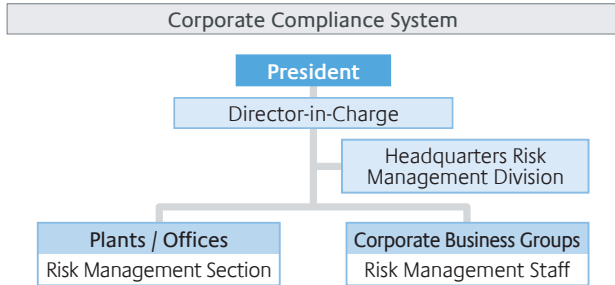 Corporate Compliance System
President
Director-in-Charge
Headquarters Risk
Management Division
Plants / Offices
Risk Management Section
Corporate Business Groups
Risk Management Staff